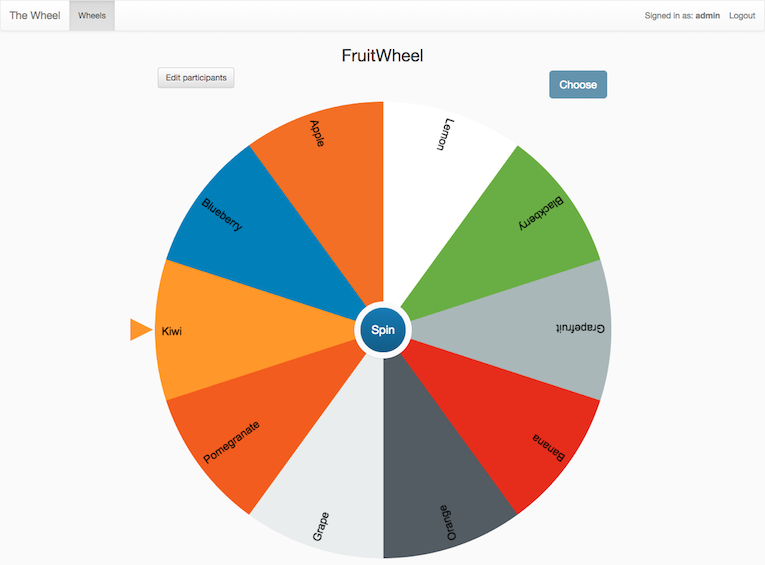 The Wheel
Wheels
Signed in as: admin
Logout
FruitWheel
Edit participants
Choose
Apple
Lemon
Blueberry
Blackberry
Kiwi
Spin
Grapefruit
Pomegranate
Banana
Grape
Orange